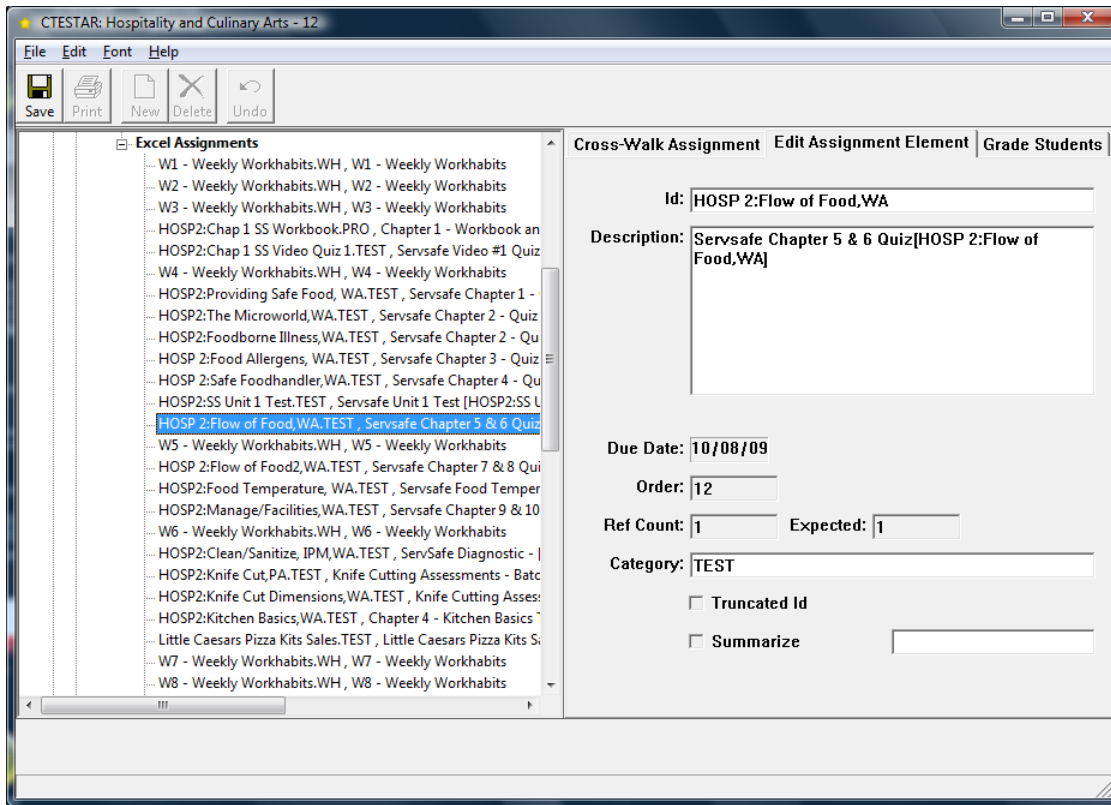 CTESTAR: Hospitality and Culinary Arts - 12
File Edit Font Help
Save Print New Delete Undo
Excel Assignments
W1 - Weekly Workhabits.WH , W1 - Weekly Workhabits
W2 - Weekly Workhabits.WH , W2 - Weekly Workhabits
W3 - Weekly Workhabits.WH , W3 - Weekly Workhabits
HOSP2:Chap 1 SS Workbook.PRO , Chapter 1 - Workbook an
HOSP2:Chap 1 SS Video Quiz 1.TEST , Servsafe Video #1 Quiz
W4 - Weekly Workhabits.WH , W4 - Weekly Workhabits
HOSP2:Providing Safe Food, WA.TEST , Servsafe Chapter 1 -
HOSP2:The Microworld,WA.TEST , Servsafe Chapter 2 - Quiz
HOSP2:Foodborne Illness,WA.TEST , Servsafe Chapter 2 - Qu
HOSP 2:Food Allergens, WA.TEST , Servsafe Chapter 3 - Quiz
HOSP 2:Safe Foodhandler,WA.TEST , Servsafe Chapter 4 - Qu
HOSP2:SS Unit 1 Test.TEST , Servsafe Unit 1 Test [HOSP2:SS U
HOSP 2:Flow of Food,WA.TEST , Servsafe Chapter 5 & 6 Quiz
W5 - Weekly Workhabits.WH , W5 - Weekly Workhabits
HOSP 2:Flow of Food2,WA.TEST , Servsafe Chapter 7 & 8 Qui
HOSP2:Food Temperature, WA.TEST , Servsafe Food Temper
HOSP2:Manage/Facilities,WA.TEST , Servsafe Chapter 9 & 10
W6 - Weekly Workhabits.WH , W6 - Weekly Workhabits
HOSP2:Clean/Sanitize, IPM,WA.TEST , ServSafe Diagnostic - [
HOSP2:Knife Cut,PA.TEST , Knife Cutting Assessments - Batc
HOSP2:Knife Cut Dimensions,WA.TEST , Knife Cutting Asses
HOSP2:Kitchen Basics,WA.TEST , Chapter 4 - Kitchen Basics T
Little Caesars Pizza Kits Sales.TEST , Little Caesars Pizza Kits Sa
W7 - Weekly Workhabits.WH , W7 - Weekly Workhabits
W8 - Weekly Workhabits.WH , W8 - Weekly Workhabits
Cross-Walk Assignment Edit Assignment Element Grade Students
Id: HOSP 2:Flow of Food,WA
Description: Servsafe Chapter 5 & 6 Quiz[HOSP 2:Flow of
Food,WA]
Due Date: 10/08/09
Order: 12
Ref Count: 1 Expected: 1
Category: TEST
Truncated Id
Summarize